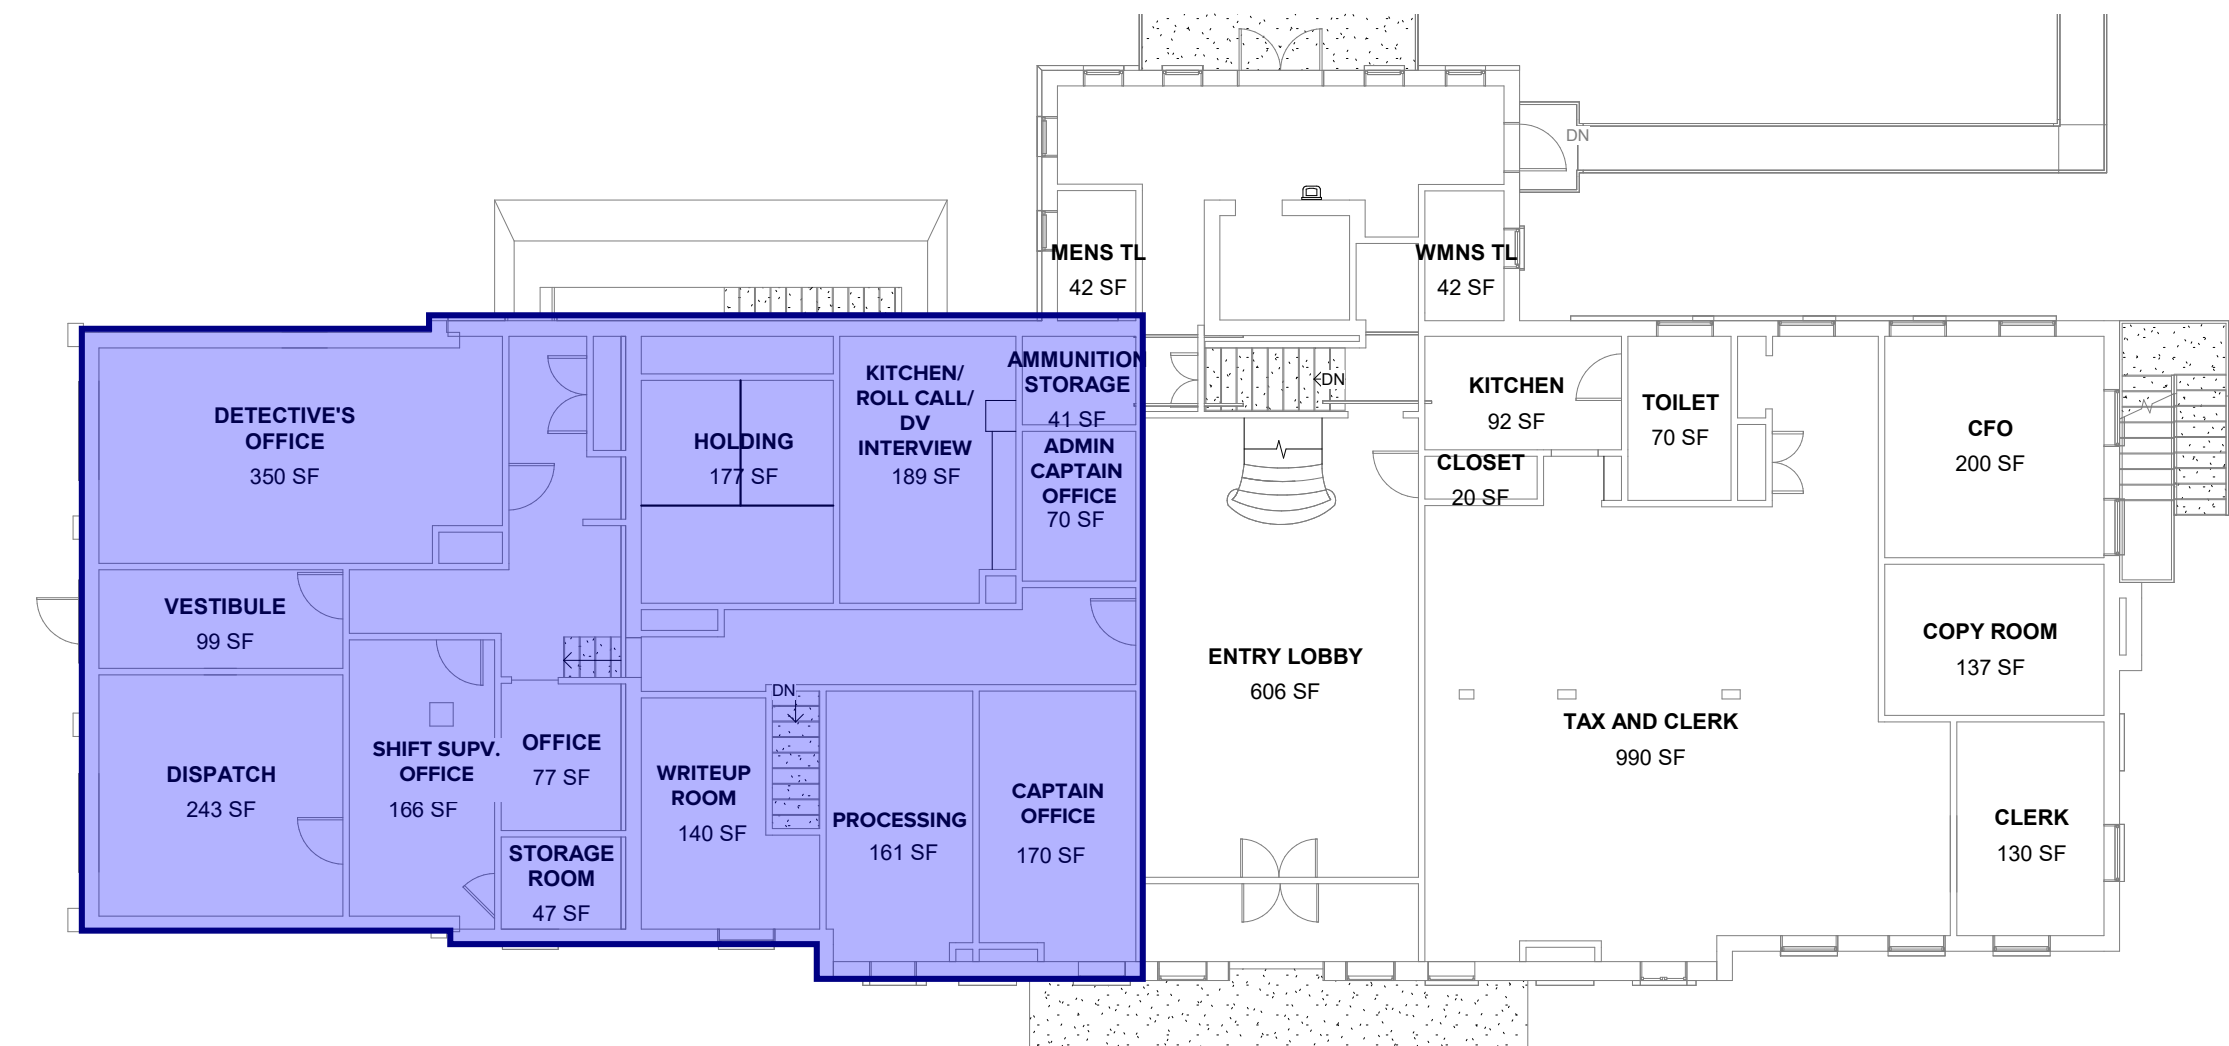 DN
MENS TL
42 SF
WMNS TL
42 SF
DETECTIVE'S
OFFICE
350 SF
HOLDING
177 SF
KITCHEN/
ROLL CALL/
DV
INTERVIEW
189 SF
AMMUNITION
STORAGE
41 SF
ADMIN
CAPTAIN
OFFICE
70 SF
DN
KITCHEN
92 SF
CLOSET
20 SF
TOILET
70 SF
CFO
200 SF
VESTIBULE
99 SF
ENTRY LOBBY
606 SF
COPY ROOM
137 SF
DISPATCH
243 SF
SHIFT SUPV.
OFFICE
166 SF
OFFICE
77 SF
STORAGE
ROOM
47 SF
WRITEUP
ROOM
140 SF
DN
PROCESSING
161 SF
CAPTAIN
OFFICE
170 SF
TAX AND CLERK
990 SF
CLERK
130 SF